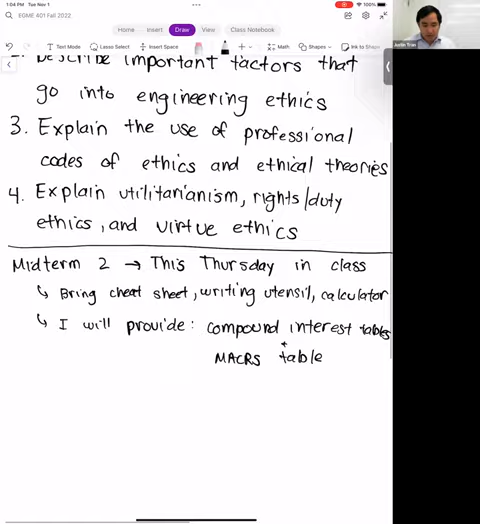 1:04 PM Tue Nov 1
100%
EGME 401 Fall 2022
Home Insert Draw View Class Notebook
Text Mode Lasso Select Insert Space Math Shapes Ink to Shape
2. Describe important factors that
go into engineering ethics
3. Explain the use of professional
codes of ethics and ethical theories
4. Explain utilitarianism, rights/duty
ethics, and virtue ethics
Midterm 2 → This Thursday in class
↳ Bring cheat sheet, writing utensil, calculator
↳ I will provide: compound interest tables
+
MACRS table